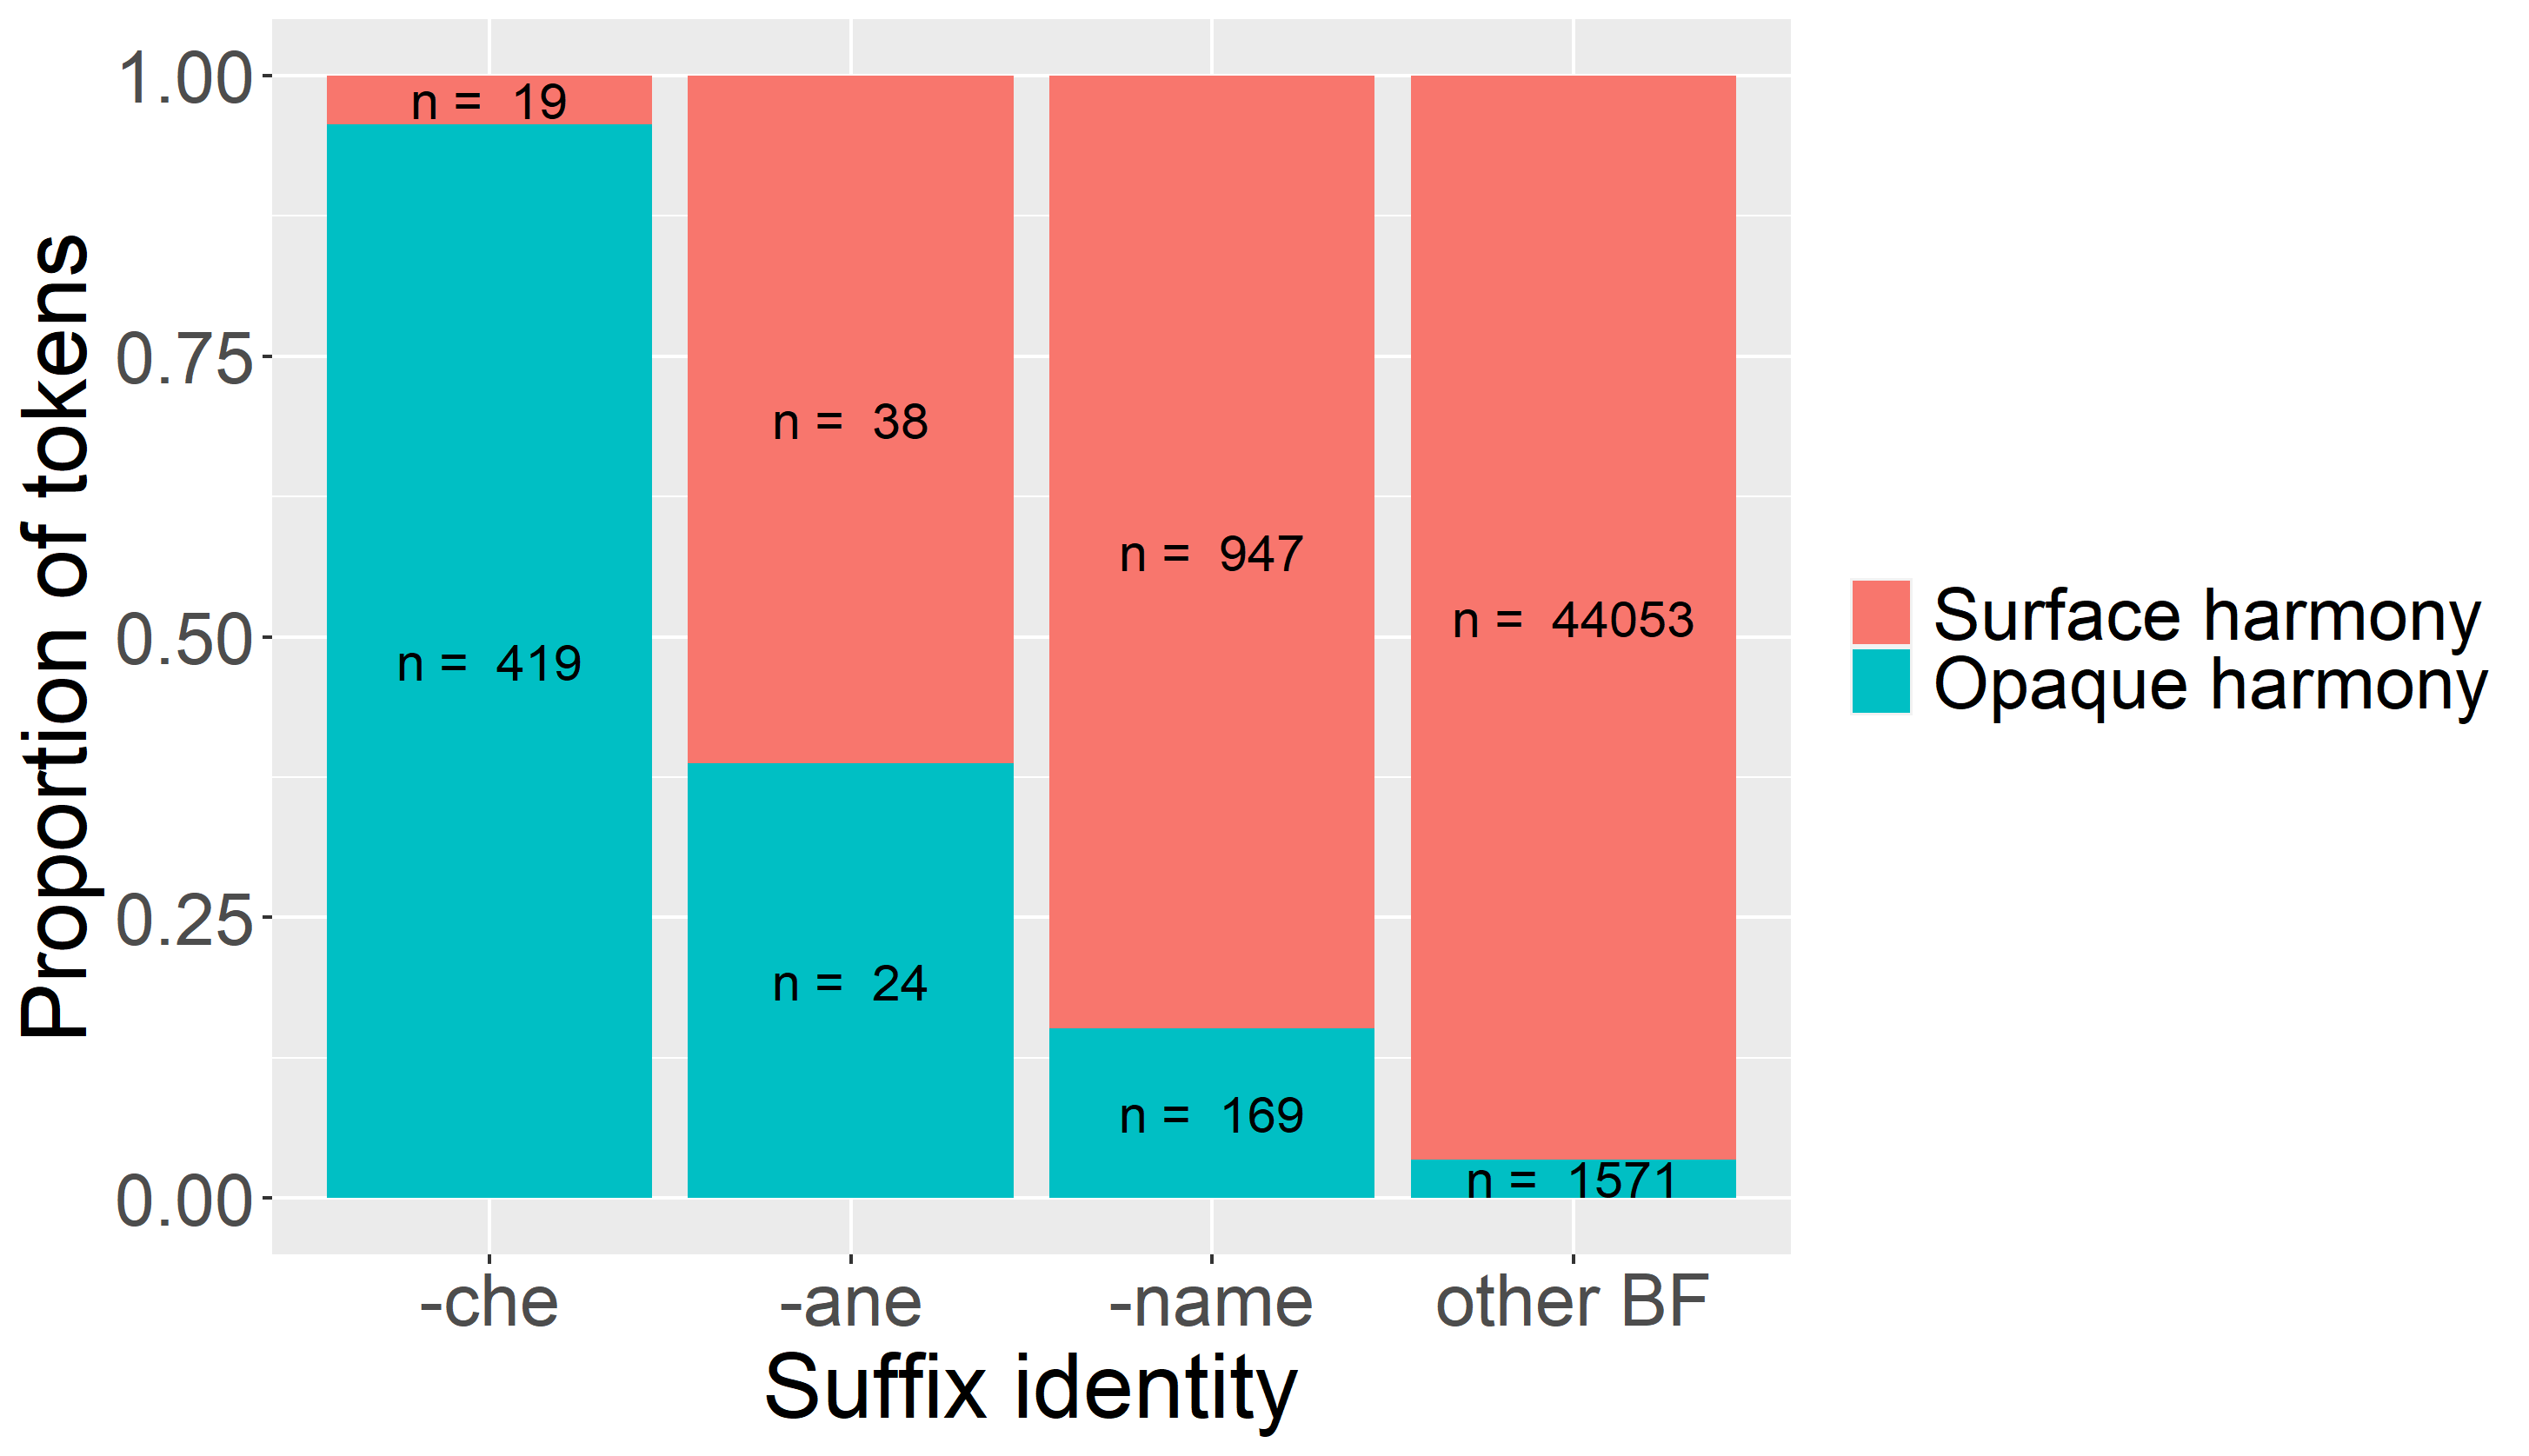 Proportion of tokens
1.00
0.75
0.50
0.25
0.00
n = 19
n = 419
n = 38
n = 24
n = 947
n = 169
n = 44053
n = 1571
-che
-ane
-name
other BF
Suffix identity
Surface harmony
Opaque harmony